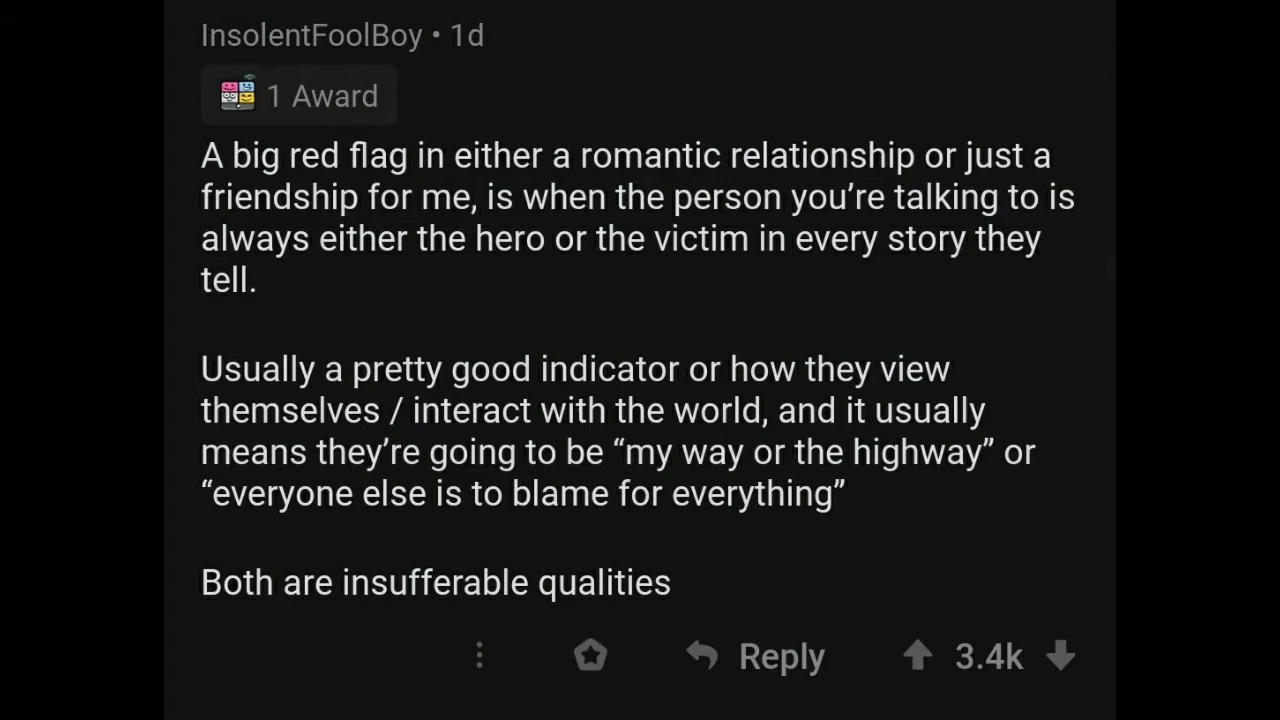 InsolentFoolBoy • 1d
1 Award
A big red flag in either a romantic relationship or just a
friendship for me, is when the person you’re talking to is
always either the hero or the victim in every story they
tell.
Usually a pretty good indicator or how they view
themselves / interact with the world, and it usually
means they’re going to be “my way or the highway” or
“everyone else is to blame for everything”
Both are insufferable qualities
Reply 3.4k